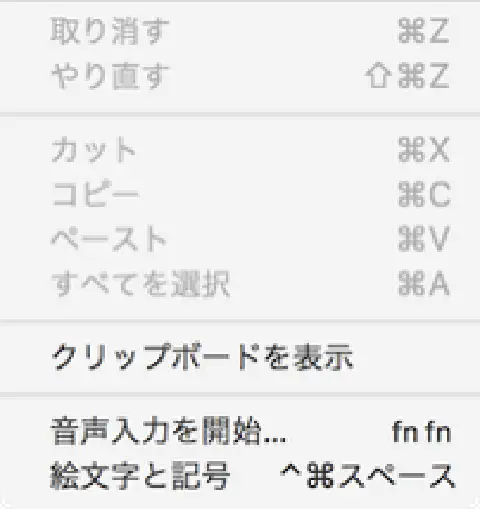 取り消す ⌘Z
やり直す ⇧⌘Z
カット ⌘X
コピー ⌘C
ペースト ⌘V
すべてを選択 ⌘A
クリップボードを表示
音声入力を開始... fn fn
絵文字と記号 ^⌘スペース